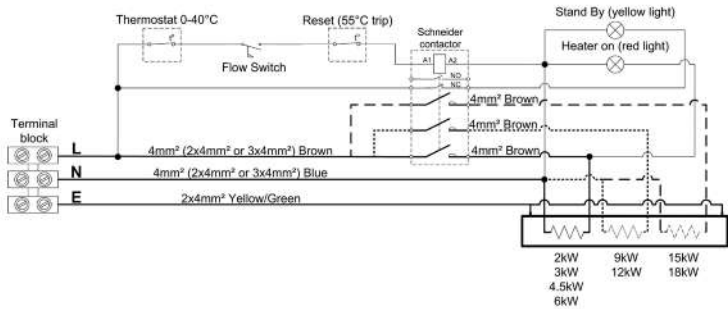 Thermostat 0-40°C
Reset (55°C trip)
Stand By (yellow light)
Heater on (red light)
Schneider
contactor
t°
t°
Flow Switch
A1
A2
NO
NC
4mm² Brown
4mm² Brown
4mm² Brown
Terminal
block
L
4mm² (2x4mm² or 3x4mm²) Brown
N
4mm² (2x4mm² or 3x4mm²) Blue
E
2x4mm² Yellow/Green
2kW
3kW
4.5kW
6kW
9kW
12kW
15kW
18kW